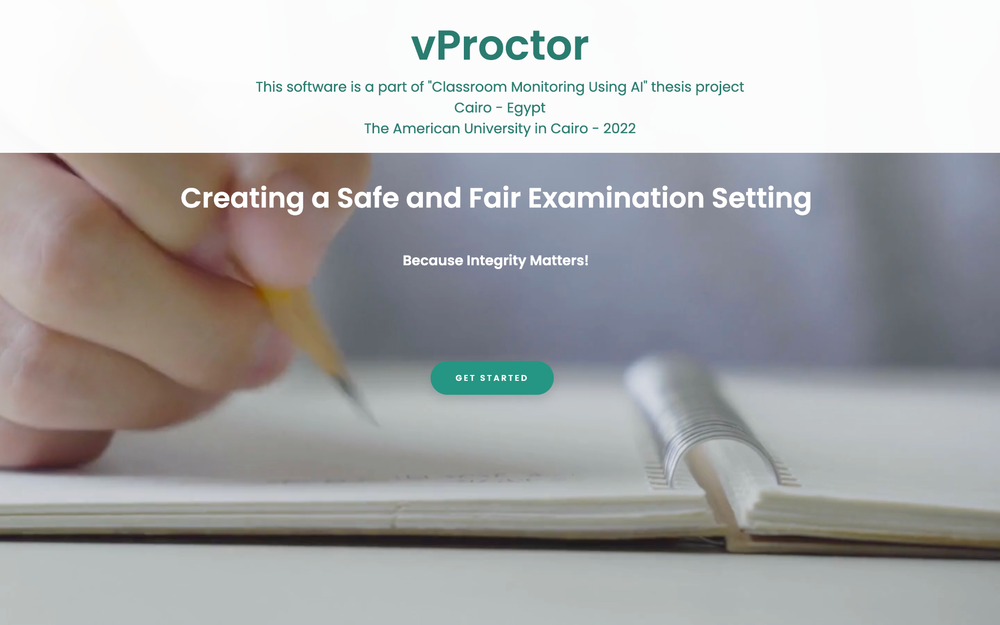 vProctor
This software is a part of "Classroom Monitoring Using AI" thesis project
Cairo - Egypt
The American University in Cairo - 2022
Creating a Safe and Fair Examination Setting
Because Integrity Matters!
GET STARTED